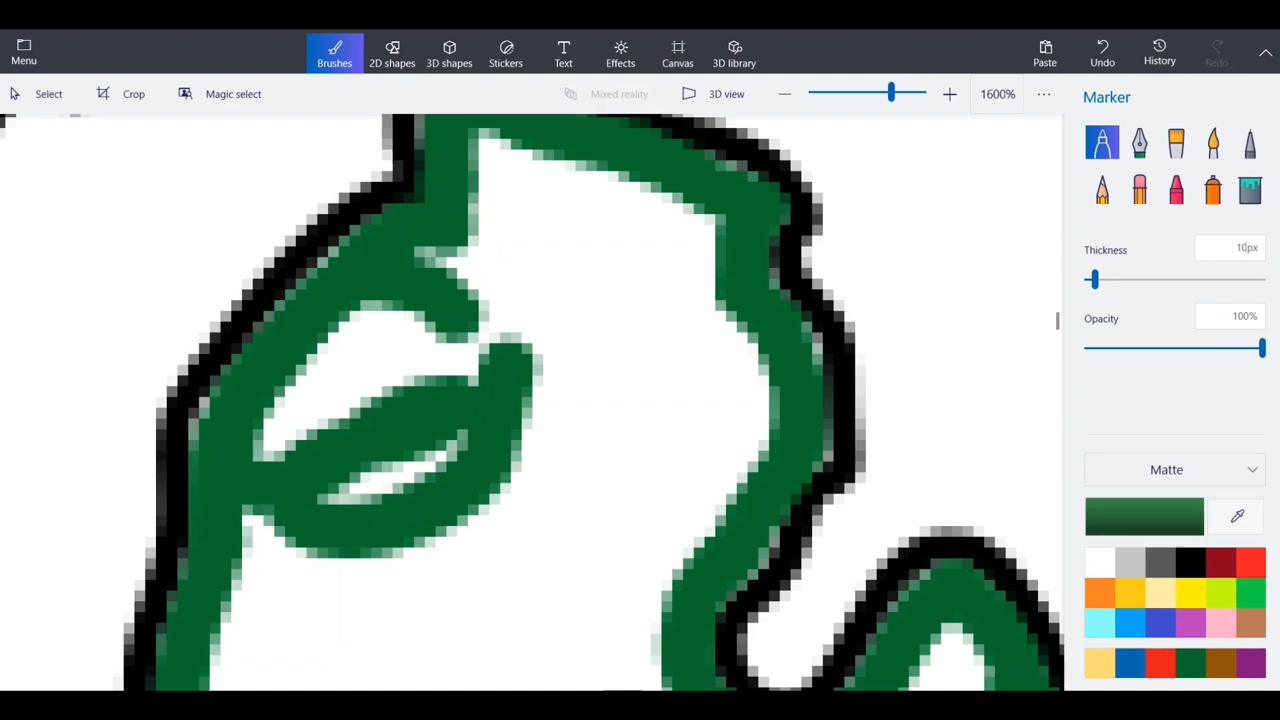 Menu
Brushes 2D shapes 3D shapes Stickers Text Effects Canvas 3D library Paste Undo History Redo
Select Crop Magic select Mixed reality 3D view 1600%
Marker
Thickness 10px
Opacity 100%
Matte